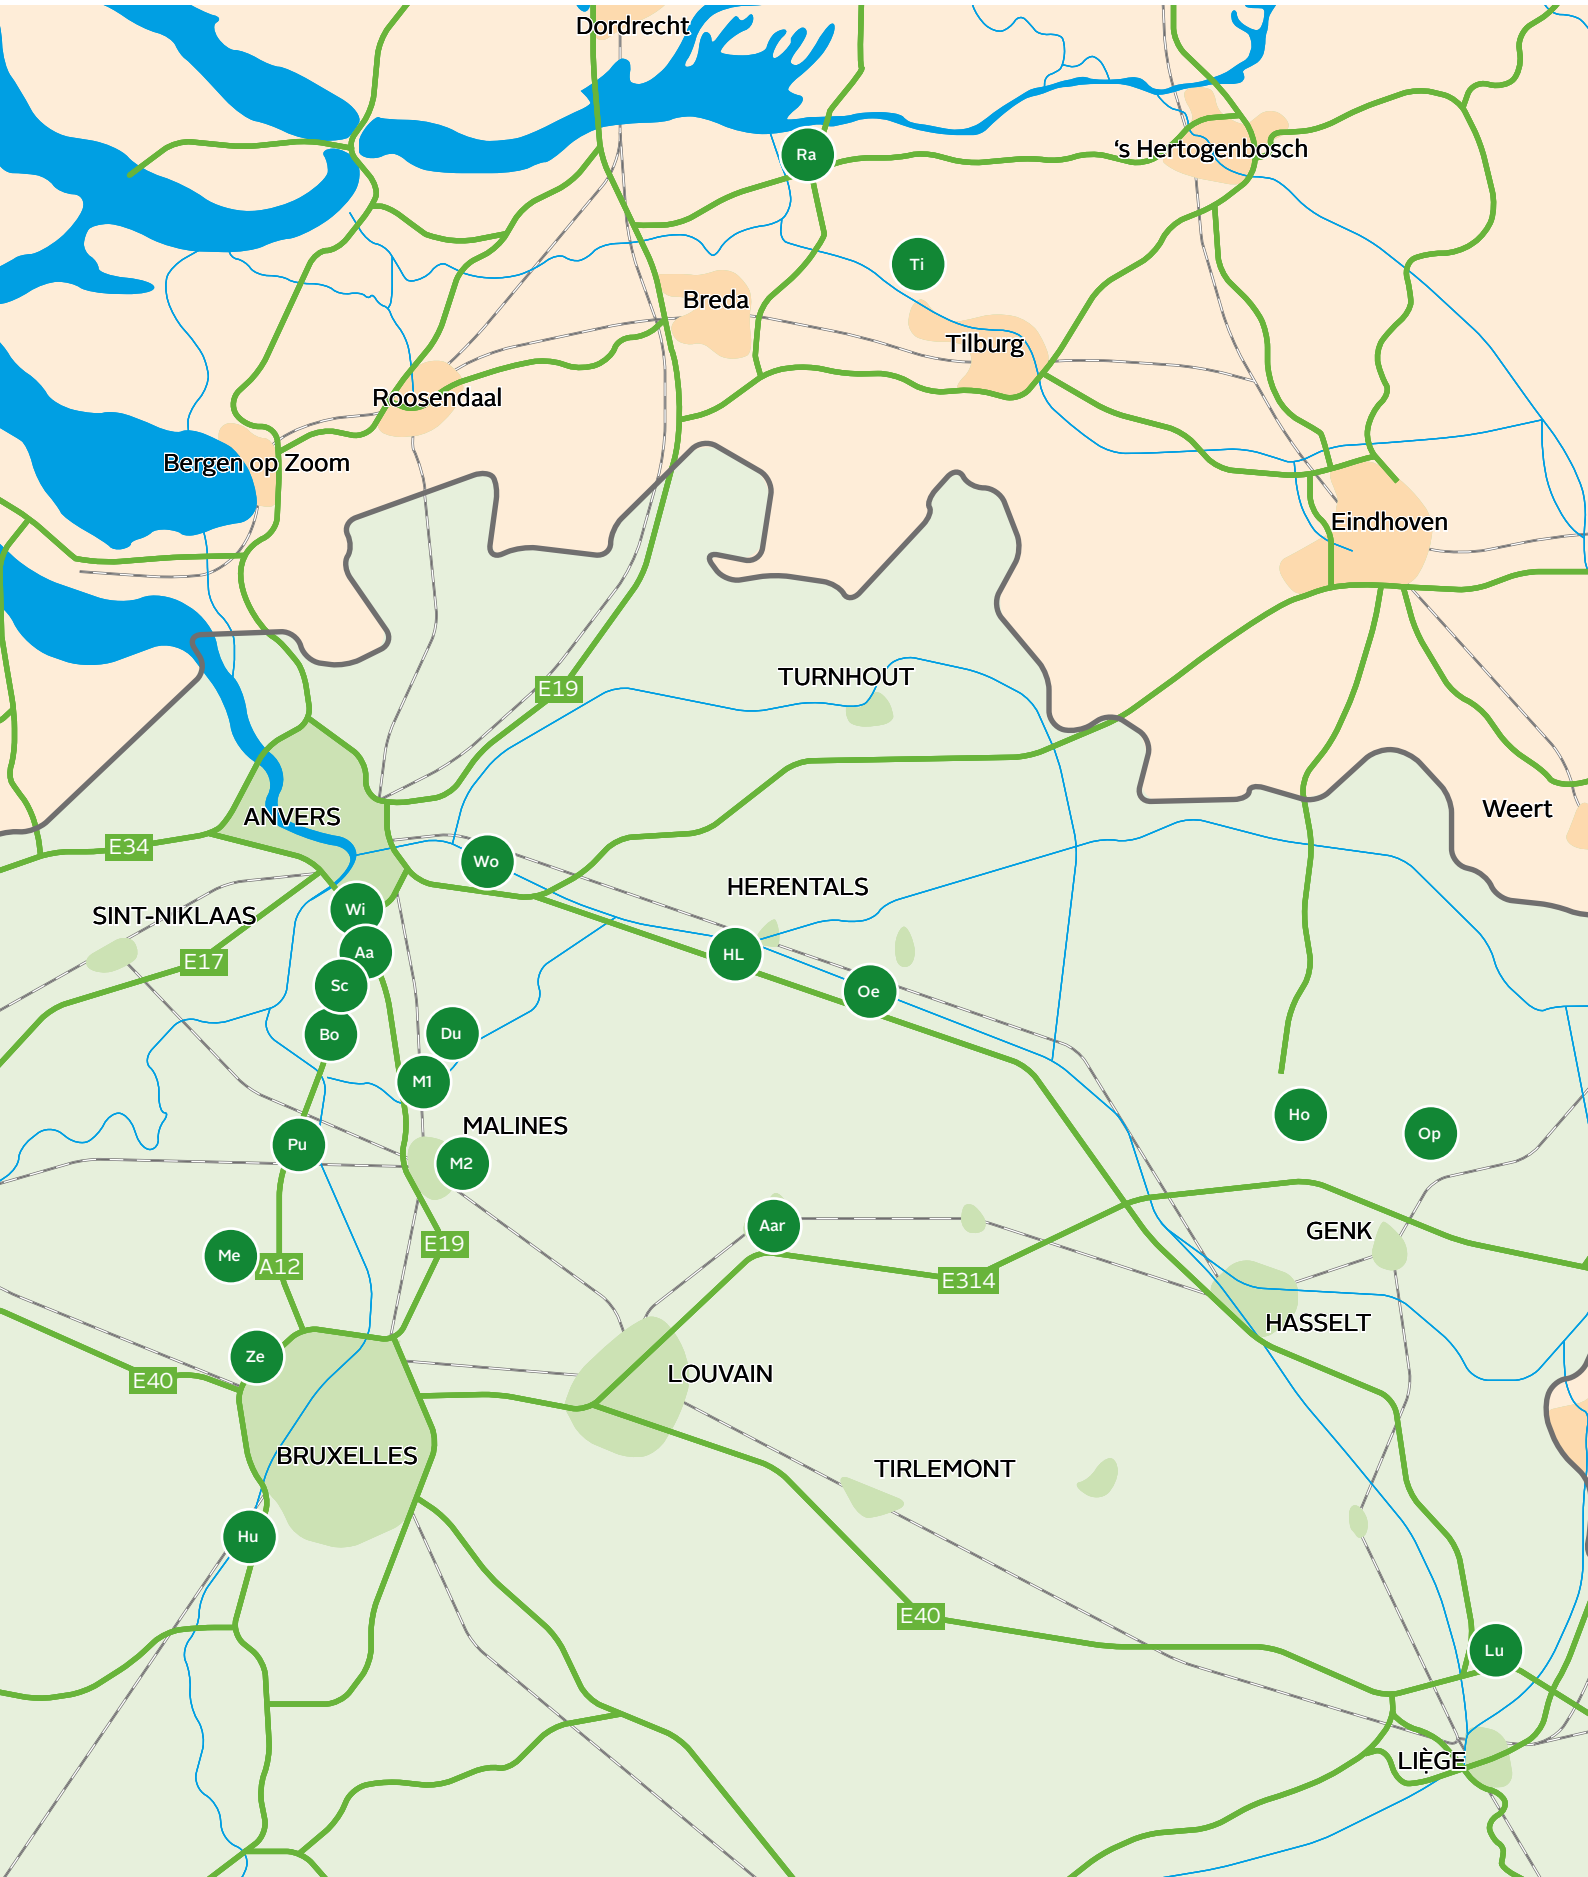 Dordrecht
Ra
‘s Hertogenbosch
Ti
Breda
Tilburg
Roosendaal
Bergen op Zoom
Eindhoven
TURNHOUT
E19
Weert
ANVERS
E34
Wo
HERENTALS
Wi
SINT-NIKLAAS
Aa
HL
E17
Sc
Oe
Bo
Du
M1
Ho
MALINES
Op
Pu
M2
Aar
GENK
E19
Me
A12
E314
HASSELT
Ze
LOUVAIN
E40
BRUXELLES
TIRLEMONT
Hu
E40
Lu
LIÈGE